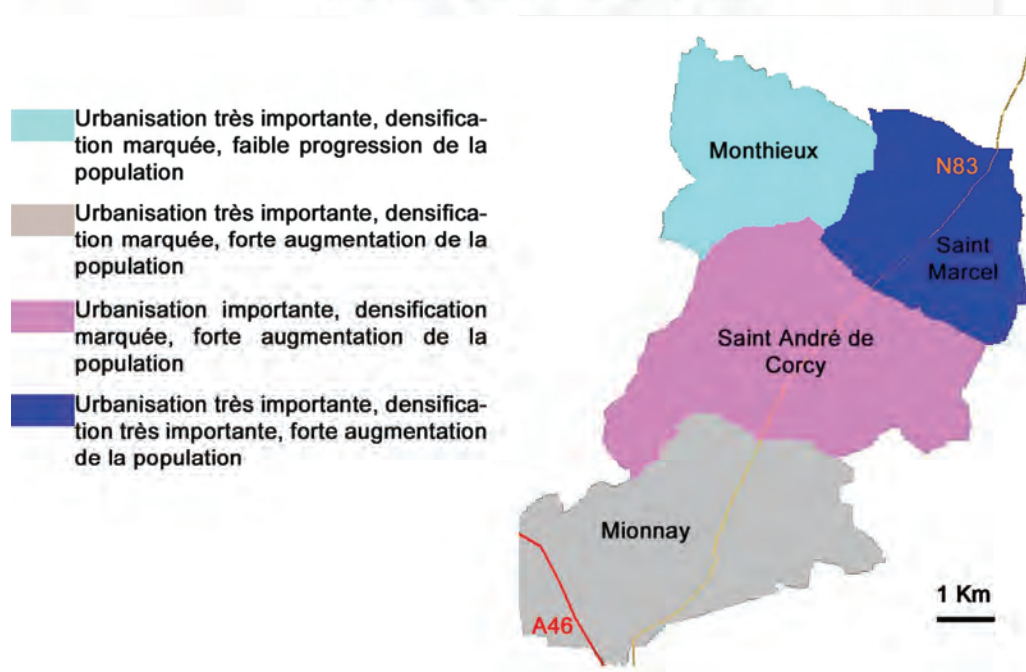 Urbanisation très importante, densifica-
tion marquée, faible progression de la
population
Urbanisation très importante, densifica-
tion marquée, forte augmentation de la
population
Urbanisation importante, densification
marquée, forte augmentation de la
population
Urbanisation très importante, densifica-
tion très importante, forte augmentation
de la population
Monthieux
N83
Saint
Marcel
Saint André de
Corcy
Mionnay
A46
1 Km